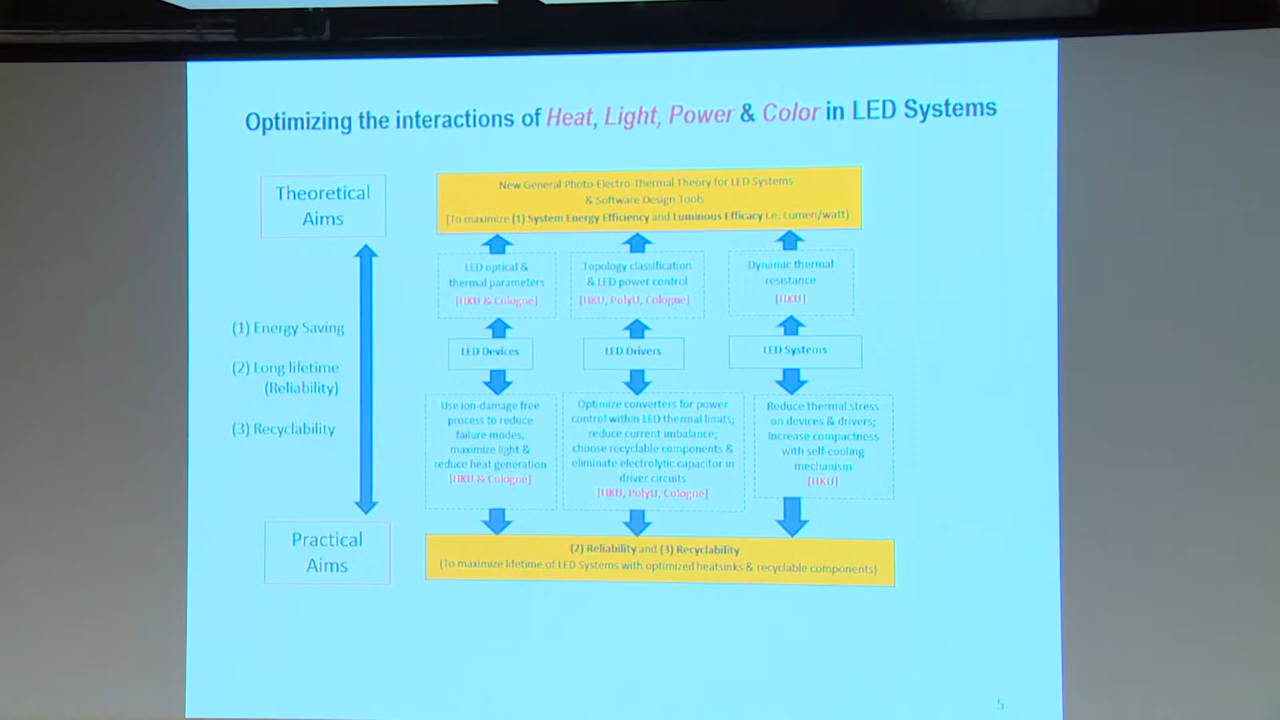 Optimizing the interactions of Heat, Light, Power & Color in LED Systems
Theoretical
Aims
(1) Energy Saving
(2) Long lifetime
(Reliability)
(3) Recyclability
Practical
Aims
New General Photo-Electro-Thermal Theory for LED Systems
& Software Design Tools
[To maximize (1) System Energy Efficiency and Luminous Efficacy i.e. Lumen/watt)
LED optical &
thermal parameters
[HKU & Cologne]
Topology classification
& LED power control
[HKU, PolyU, Cologne]
Dynamic thermal
resistance
[HKU]
LED Devices
LED Drivers
LED Systems
Use ion-damage free
process to reduce
failure modes,
maximize light &
reduce heat generation
[HKU & Cologne]
Optimize converters for power
control within LED thermal limits;
reduce current imbalance;
choose recyclable components &
eliminate electrolytic capacitor in
driver circuits
[HKU, PolyU, Cologne]
Reduce thermal stress
on devices & drivers;
Increase compactness
with self-cooling
mechanism
[HKU]
(2) Reliability and (3) Recyclability
(To maximize lifetime of LED Systems with optimized heatsinks & recyclable components)
5